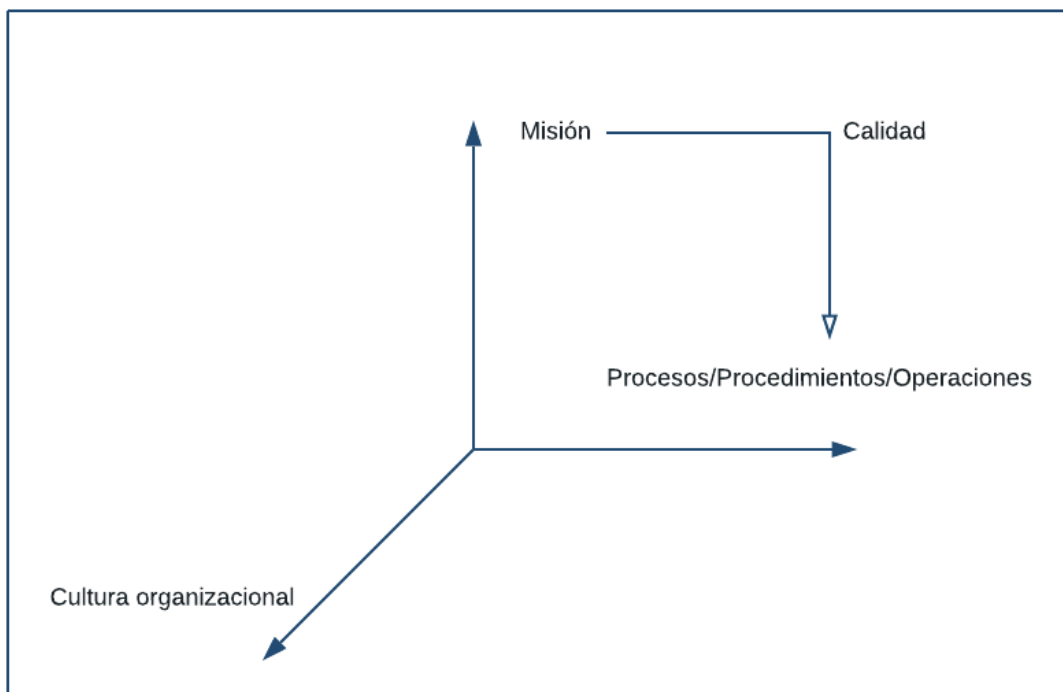 Misión
Calidad
Procesos/Procedimientos/Operaciones
Cultura organizacional